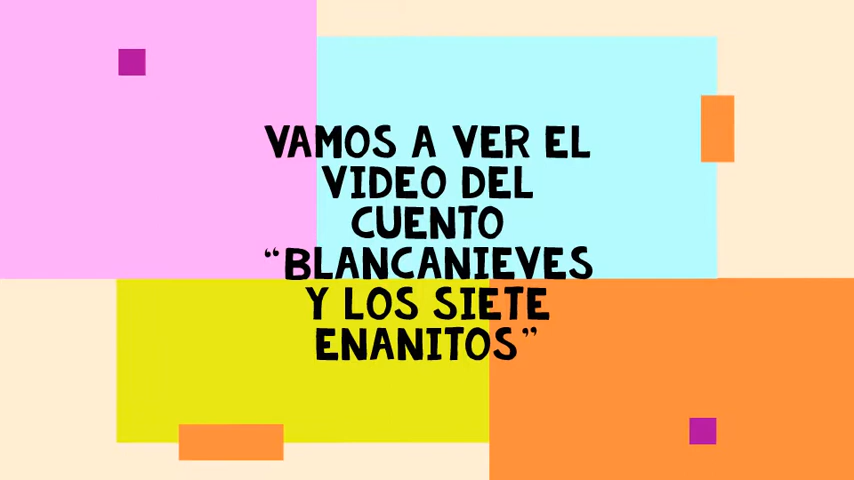 VAMOS A VER EL
VIDEO DEL
CUENTO
“BLANCANIEVES
Y LOS SIETE
ENANITOS”